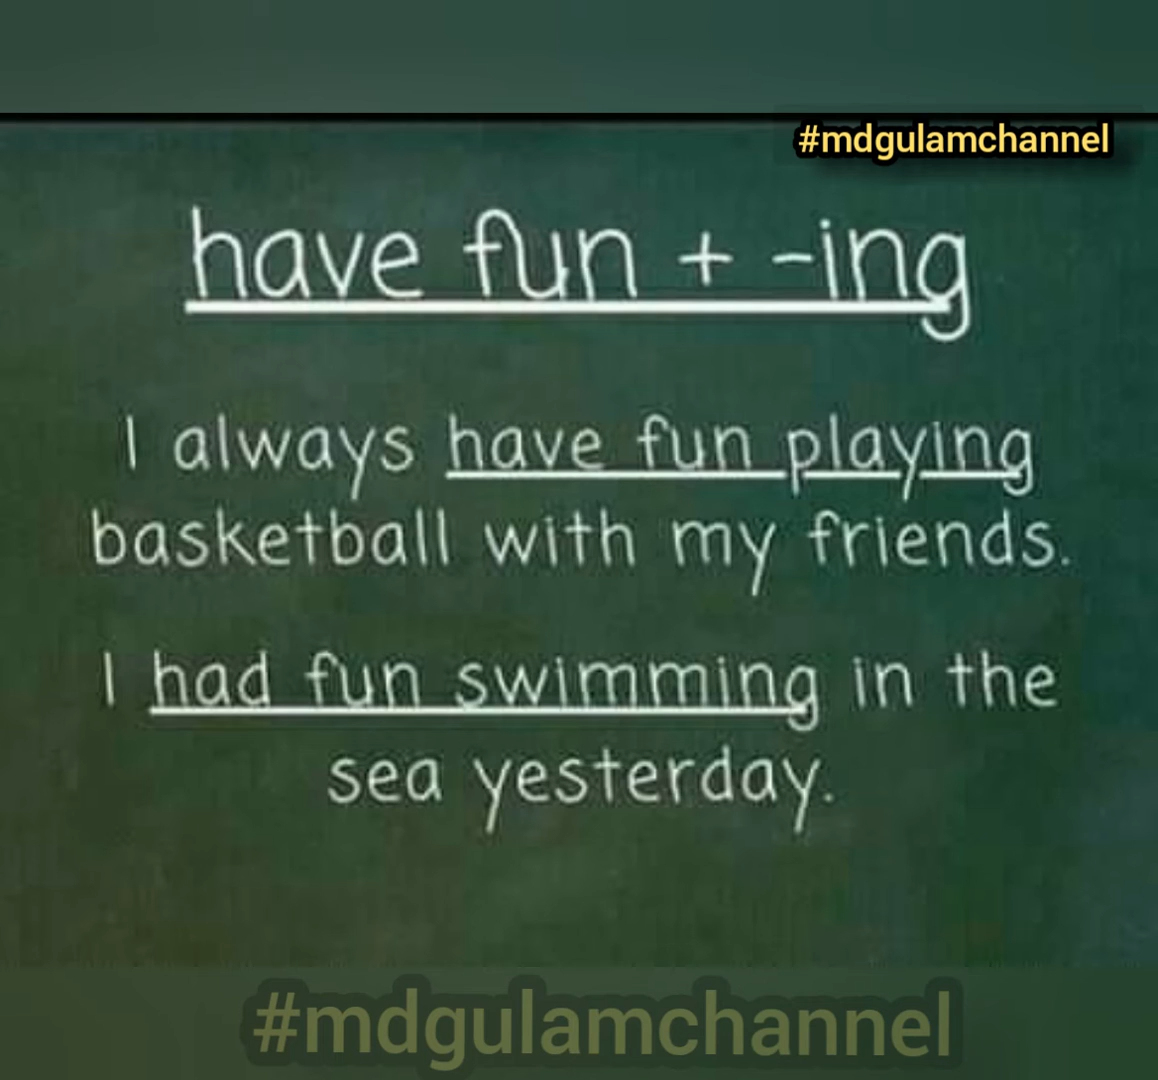 #mdgulamchannel
have fun + -ing
I always have fun playing
basketball with my friends.
I had fun swimming in the
sea yesterday.
#mdgulamchannel